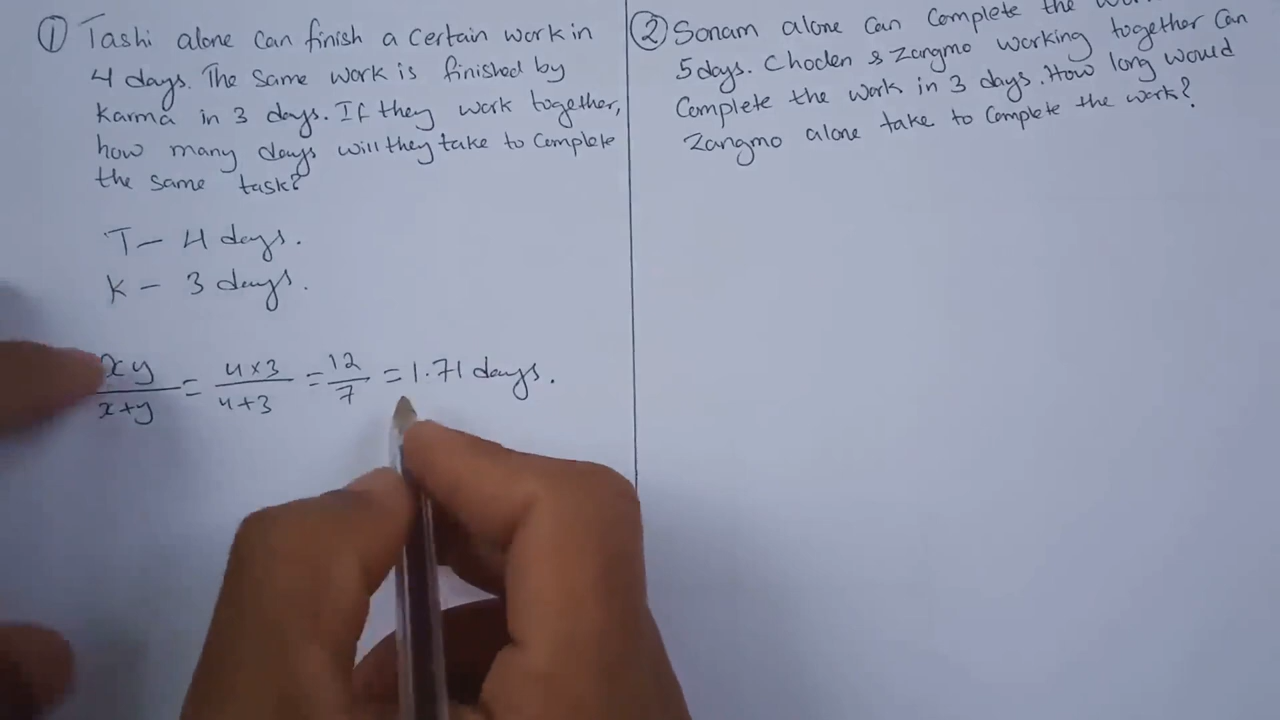 ① Tashi alone can finish a certain work in
4 days. The same work is finished by
Karma in 3 days. If they work together,
how many days will they take to complete
the same task?
T — 4 days.
K — 3 days.
xy/x+y = 4×3/4+3 = 12/7 = 1.71 days.
② Sonam alone can complete the
5 days. Choden & Zangmo working together can
complete the work in 3 days. How long would
Zangmo alone take to complete the work?